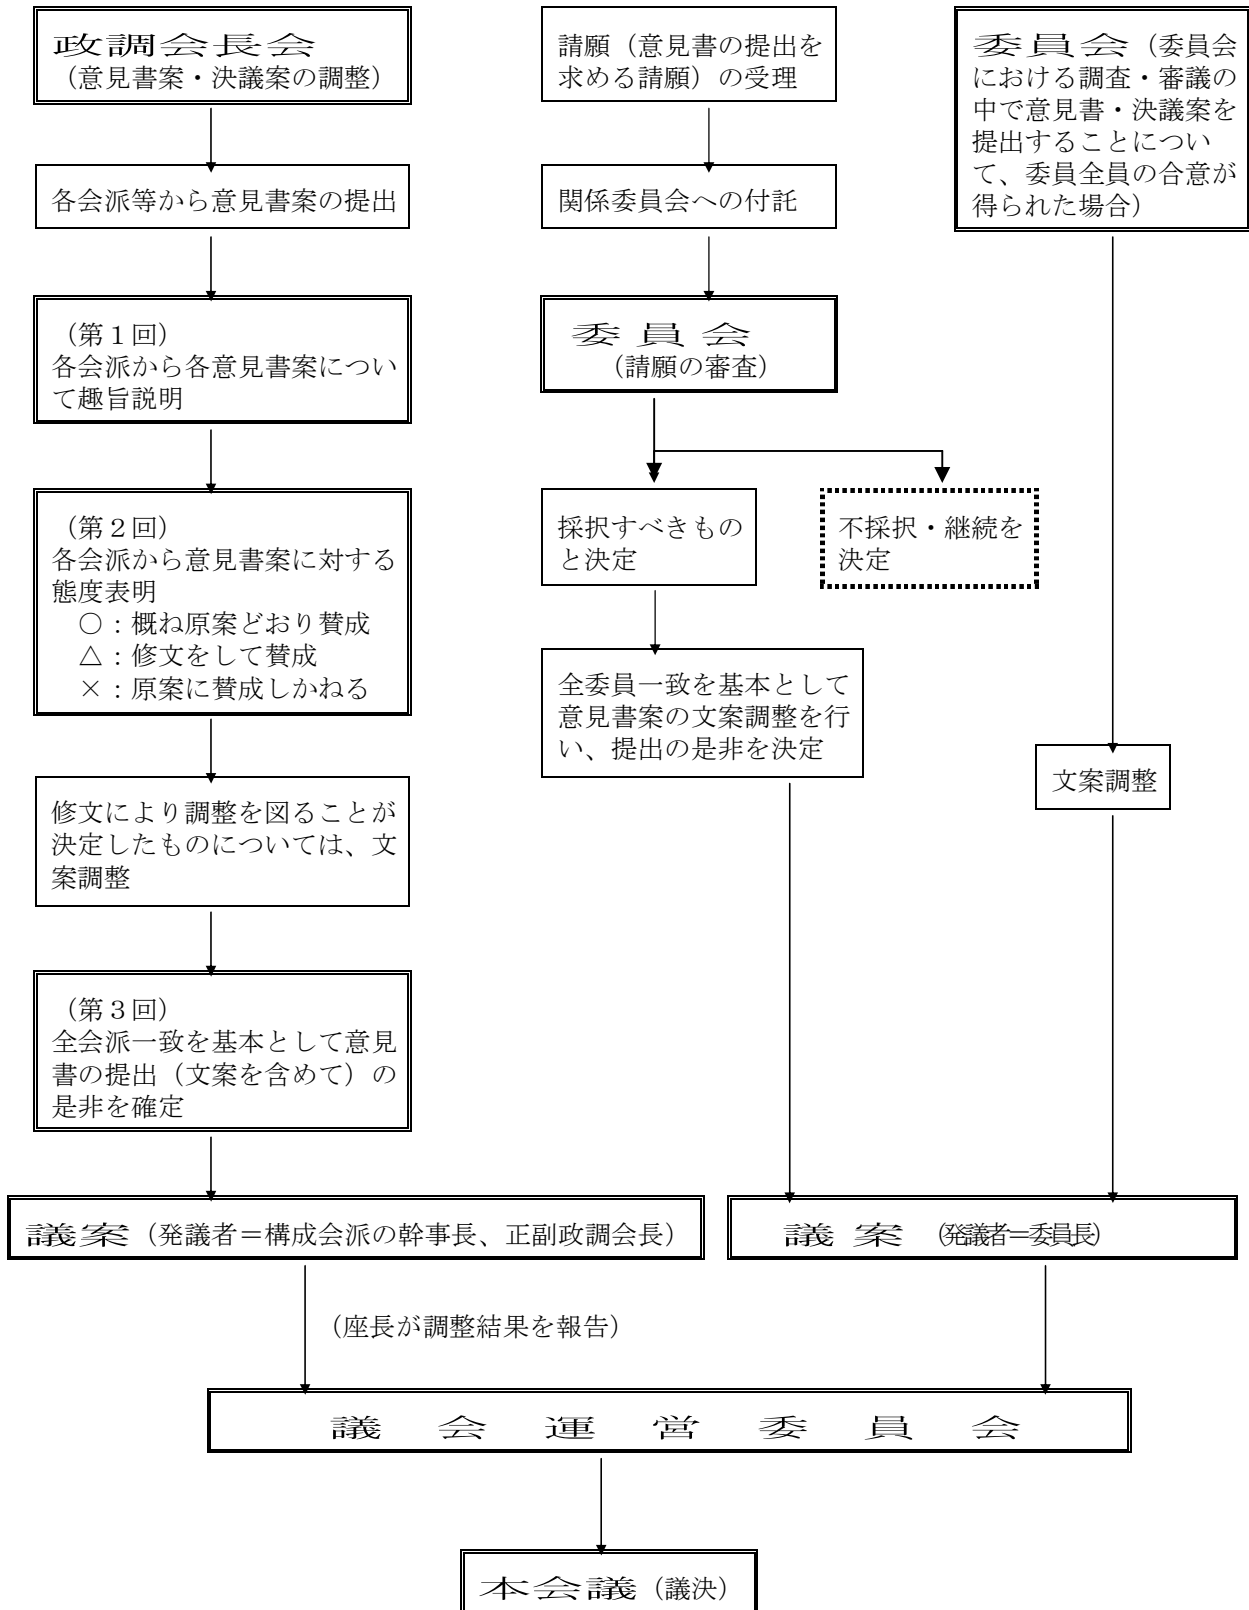 政調会長会
（意見書案・決議案の調整）
各会派等から意見書案の提出
（第１回）
各会派から各意見書案につい
て趣旨説明
（第２回）
各会派から意見書案に対する
態度表明
○：概ね原案どおり賛成
△：修文をして賛成
×：原案に賛成しかねる
修文により調整を図ることが
決定したものについては、文
案調整
（第３回）
全会派一致を基本として意見
書の提出（文案を含めて）の
是非を確定
議案（発議者＝構成会派の幹事長、正副政調会長）
（座長が調整結果を報告）
請願（意見書の提出を
求める請願）の受理
関係委員会への付託
委員会
（請願の審査）
採択すべきもの
と決定
不採択・継続を
決定
全委員一致を基本として
意見書案の文案調整を行
い、提出の是非を決定
委員会（委員会
における調査・審議の
中で意見書・決議案を
提出することについ
て、委員全員の合意が
得られた場合）
文案調整
議案（発議者＝委員長）
議会運営委員会
本会議（議決）